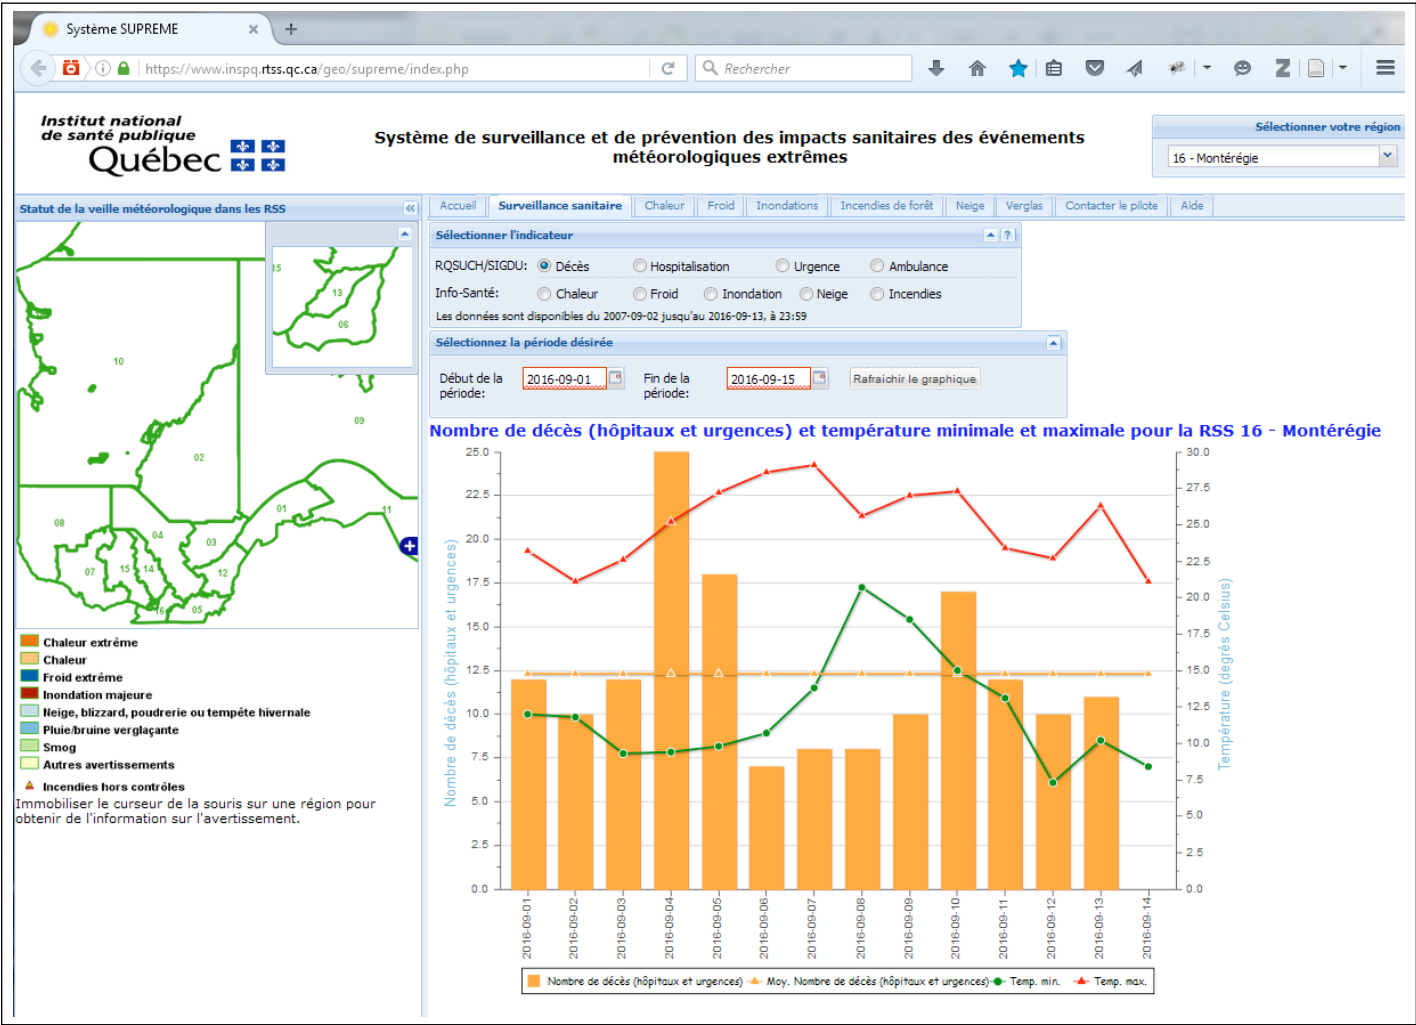 Système SUPREME
https://www.inspq.rtss.qc.ca/geo/supreme/index.php
Rechercher
Institut national
de santé publique
Québec
Système de surveillance et de prévention des impacts sanitaires des événements
météorologiques extrêmes
Sélectionner votre région
16 - Montérégie
Statut de la veille météorologique dans les RSS
Accueil Surveillance sanitaire Chaleur Froid Inondations Incendies de forêt Neige Verglas Contacter le pilote Aide
Sélectionner l'indicateur
RQSUCH/SIGDU: Décès Hospitalisation Urgence Ambulance
Info-Santé: Chaleur Froid Inondation Neige Incendies
Les données sont disponibles du 2007-09-02 jusqu'au 2016-09-13, à 23:59
Sélectionnez la période désirée
Début de la période: 2016-09-01 Fin de la période: 2016-09-15 Rafraichir le graphique
15
13
06
10
09
02
01
11
08
04
03
07
15
14
12
16
05
Chaleur extrême
Chaleur
Froid extrême
Inondation majeure
Neige, blizzard, poudrerie ou tempête hivernale
Pluie/bruine verglaçante
Smog
Autres avertissements
Incendies hors contrôles
Immobiliser le curseur de la souris sur une région pour
obtenir de l'information sur l'avertissement.
Nombre de décès (hôpitaux et urgences) et température minimale et maximale pour la RSS 16 - Montérégie
Nombre de décès (hôpitaux et urgences)
25.0
22.5
20.0
17.5
15.0
12.5
10.0
7.5
5.0
2.5
0.0
30.0
27.5
25.0
22.5
20.0
17.5
15.0
12.5
10.0
7.5
5.0
2.5
0.0
Température (degrés Celsius)
2016-09-01
2016-09-02
2016-09-03
2016-09-04
2016-09-05
2016-09-06
2016-09-07
2016-09-08
2016-09-09
2016-09-10
2016-09-11
2016-09-12
2016-09-13
2016-09-14
Nombre de décès (hôpitaux et urgences) Moy. Nombre de décès (hôpitaux et urgences) Temp. min. Temp. max.